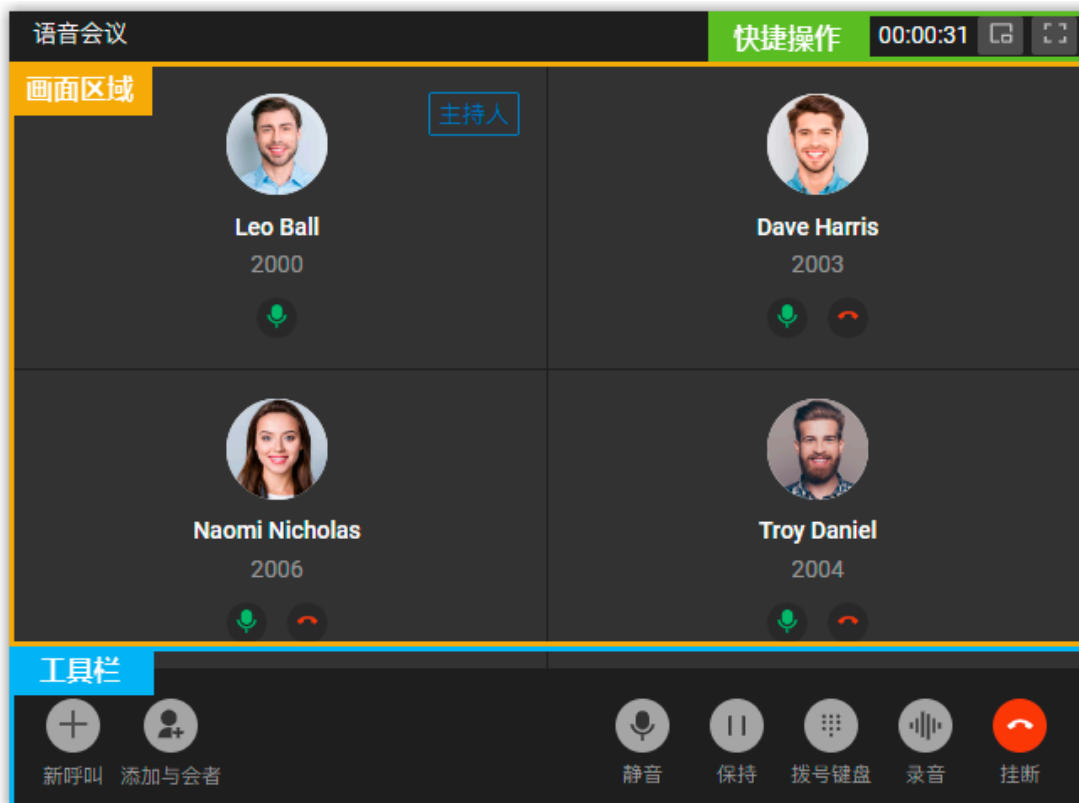 语音会议
快捷操作
00:00:31
画面区域
主持人
Leo Ball
2000
Dave Harris
2003
Naomi Nicholas
2006
Troy Daniel
2004
工具栏
新呼叫
添加与会者
静音
保持
拨号键盘
录音
挂断